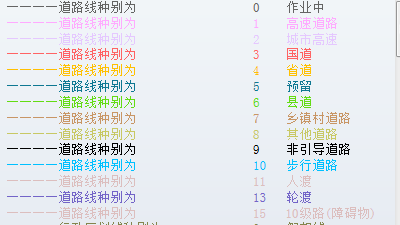 ————道路线种别为 0 作业中
————道路线种别为 1 高速道路
————道路线种别为 2 城市高速
————道路线种别为 3 国道
————道路线种别为 4 省道
————道路线种别为 5 预留
————道路线种别为 6 县道
————道路线种别为 7 乡镇村道路
————道路线种别为 8 其他道路
————道路线种别为 9 非引导道路
————道路线种别为 10 步行道路
————道路线种别为 11 人渡
————道路线种别为 13 轮渡
————道路线种别为 15 10级路(障碍物)